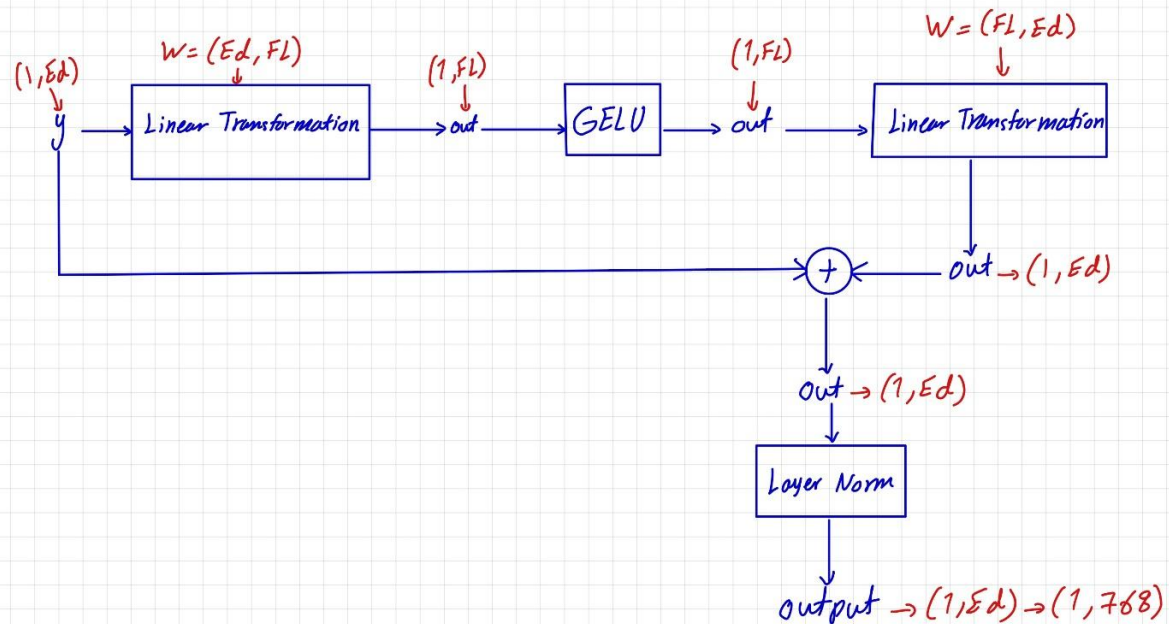 (1,Ed)
W=(Ed,FL)
(1,FL)
(1,FL)
W=(FL,Ed)
y
Linear Transformation
out
GELU
out
Linear Transformation
+
out → (1,Ed)
out → (1,Ed)
Layer Norm
output → (1,Ed) → (1,768)